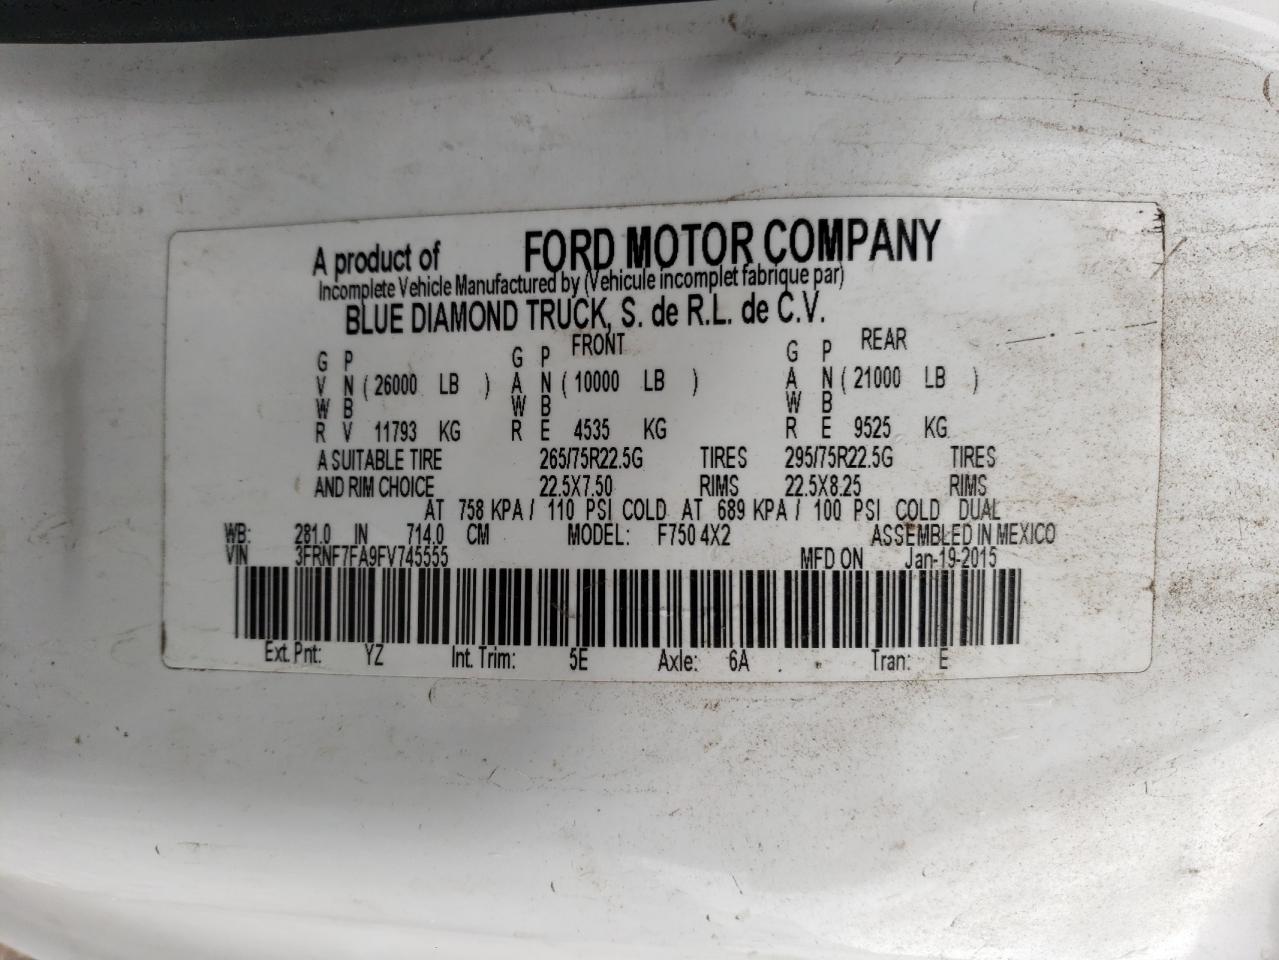 A product of FORD MOTOR COMPANY
Incomplete Vehicle Manufactured by (Vehicule incomplet fabrique par)
BLUE DIAMOND TRUCK, S. de R.L. de C.V.
FRONT REAR
G P G P G P
V N ( 26000 LB ) A N ( 10000 LB ) A N ( 21000 LB )
W B W B W B
R V 11793 KG R E 4535 KG R E 9525 KG
A SUITABLE TIRE 265/75R22.5G TIRES 295/75R22.5G TIRES
AND RIM CHOICE 22.5X7.50 RIMS 22.5X8.25 RIMS
AT 758 KPA / 110 PSI COLD AT 689 KPA / 100 PSI COLD DUAL
WB: 281.0 IN 714.0 CM MODEL: F750 4X2 ASSEMBLED IN MEXICO
VIN 3FRNF7FA9FV745555 MFD ON Jan-19-2015
Ext. Pnt: YZ Int. Trim: 5E Axle: 6A Tran: E